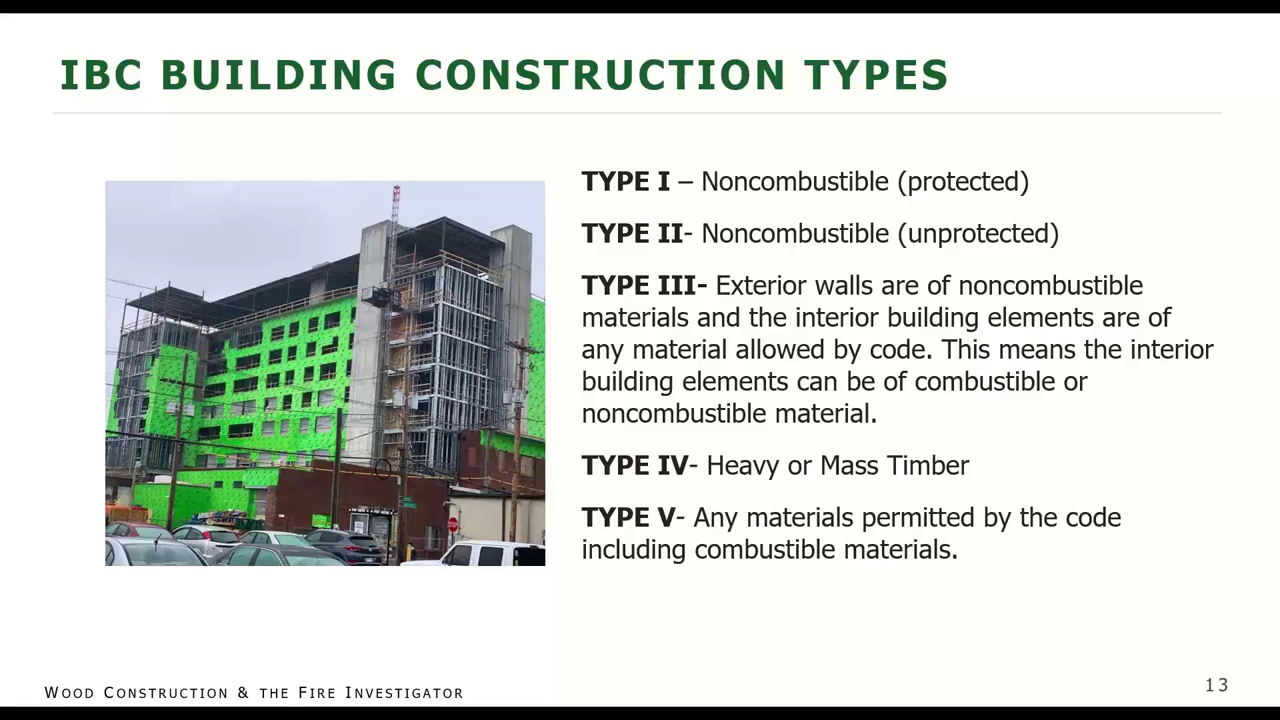 IBC BUILDING CONSTRUCTION TYPES
TYPE I – Noncombustible (protected)
TYPE II- Noncombustible (unprotected)
TYPE III- Exterior walls are of noncombustible
materials and the interior building elements are of
any material allowed by code. This means the interior
building elements can be of combustible or
noncombustible material.
TYPE IV- Heavy or Mass Timber
TYPE V- Any materials permitted by the code
including combustible materials.
WOOD CONSTRUCTION & THE FIRE INVESTIGATOR
13